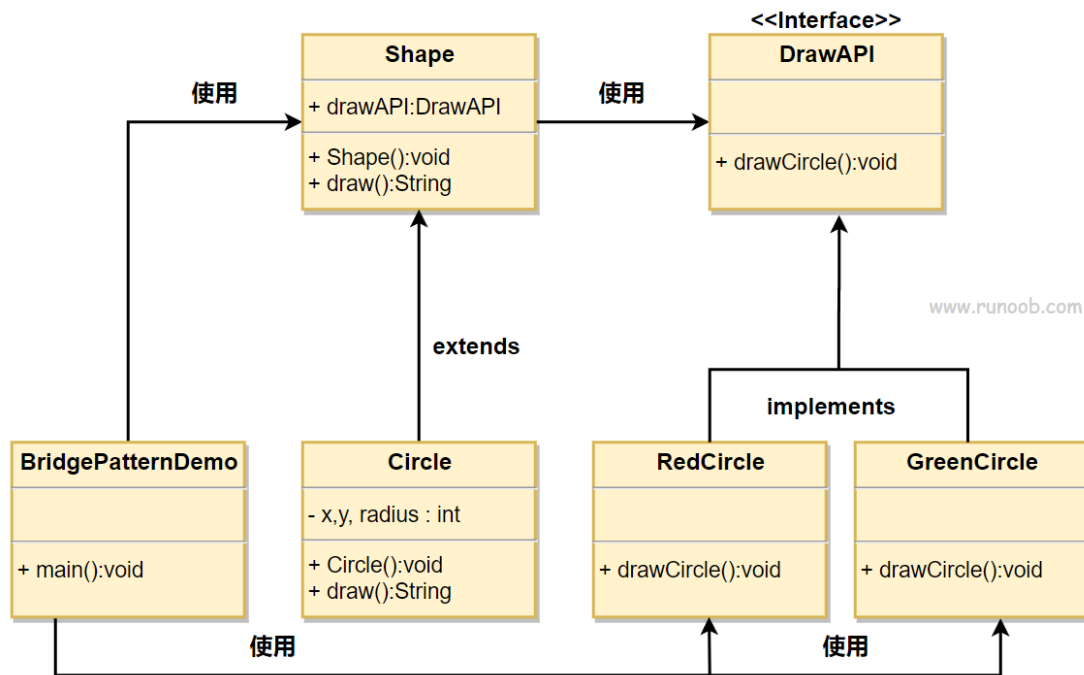 <<Interface>>
Shape
DrawAPI
使用
+ drawAPI:DrawAPI
使用
+ Shape():void
+ draw():String
+ drawCircle():void
www.runoob.com
extends
implements
BridgePatternDemo
Circle
RedCircle
GreenCircle
- x,y, radius : int
+ main():void
+ Circle():void
+ draw():String
+ drawCircle():void
+ drawCircle():void
使用
使用